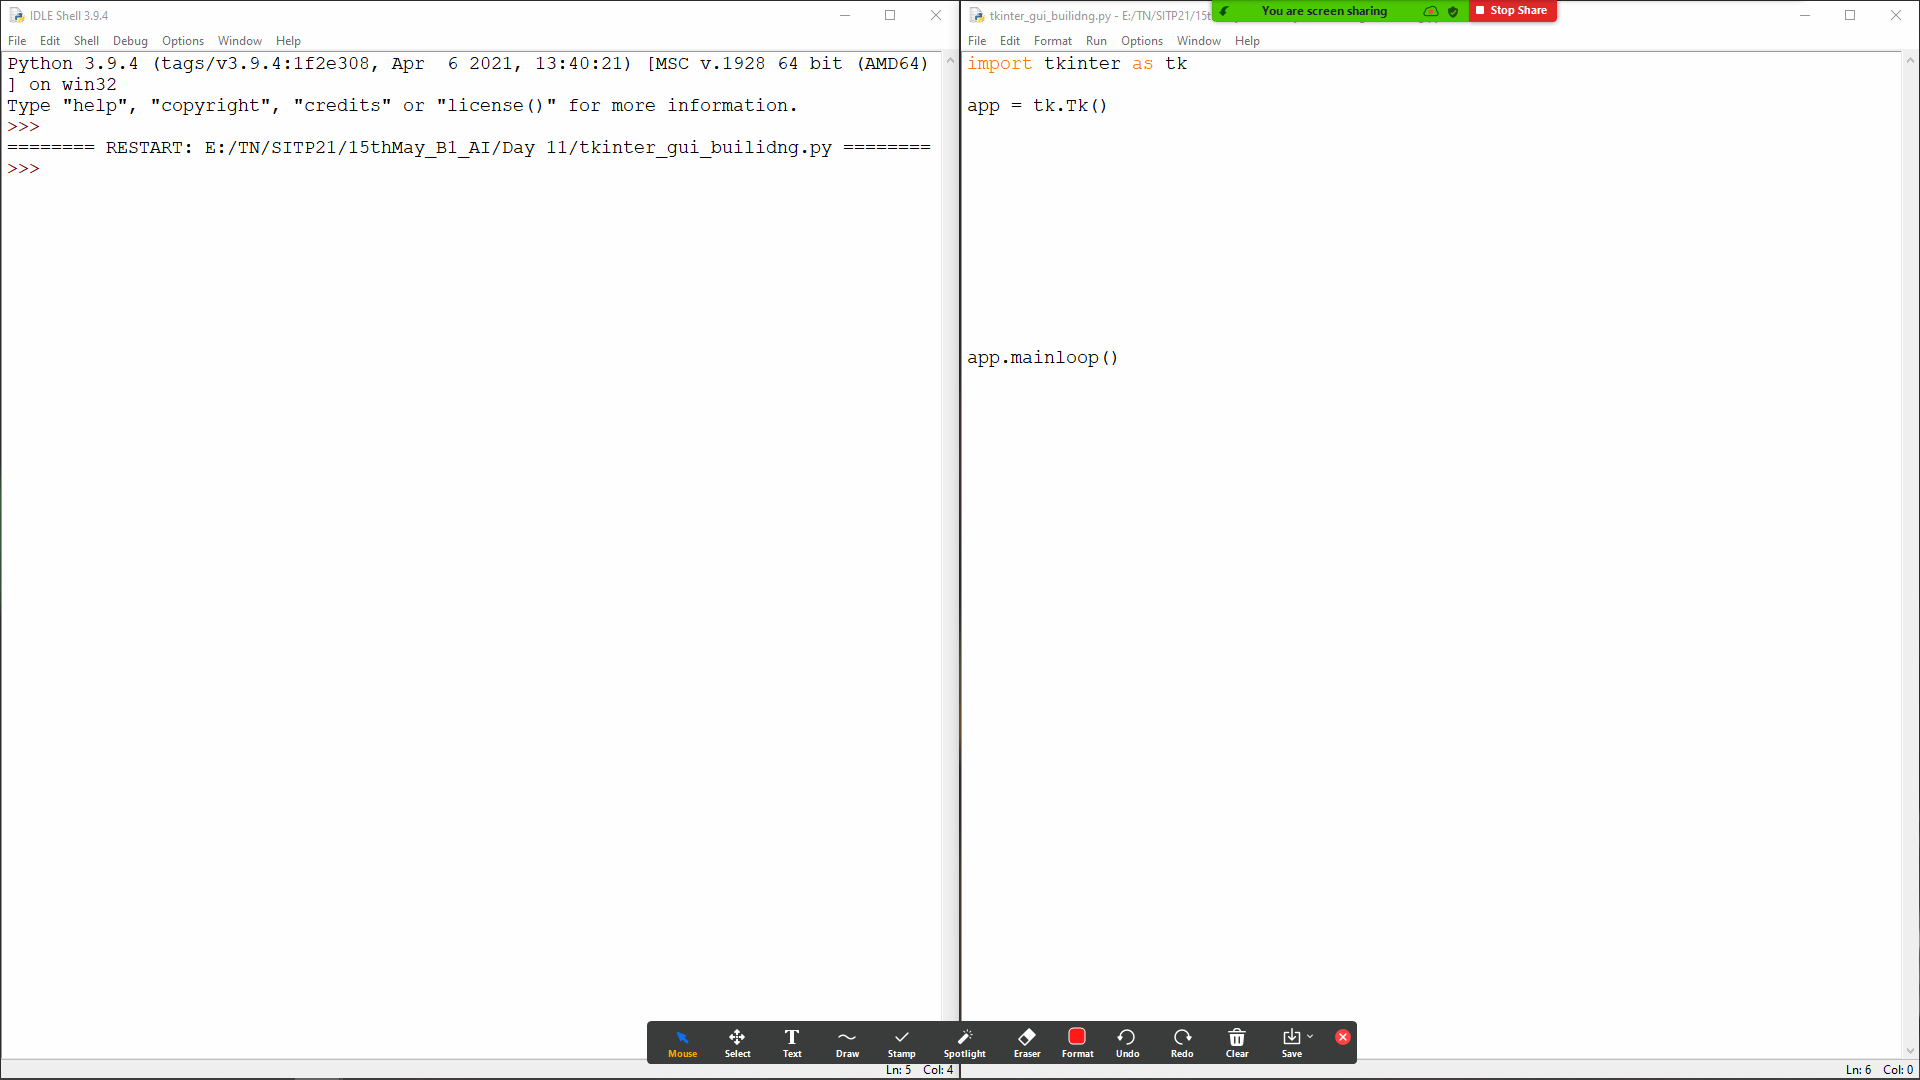 IDLE Shell 3.9.4
File Edit Shell Debug Options Window Help
Python 3.9.4 (tags/v3.9.4:1f2e308, Apr  6 2021, 13:40:21) [MSC v.1928 64 bit (AMD64)
] on win32
Type "help", "copyright", "credits" or "license()" for more information.
>>>
======== RESTART: E:/TN/SITP21/15thMay_B1_AI/Day 11/tkinter_gui_builidng.py ========
>>>
Ln: 5 Col: 4
tkinter_gui_builidng.py - E:/TN/SITP21/15t
You are screen sharing
Stop Share
File Edit Format Run Options Window Help
import tkinter as tk
app = tk.Tk()
app.mainloop()
Mouse Select Text Draw Stamp Spotlight Eraser Format Undo Redo Clear Save
Ln: 6 Col: 0